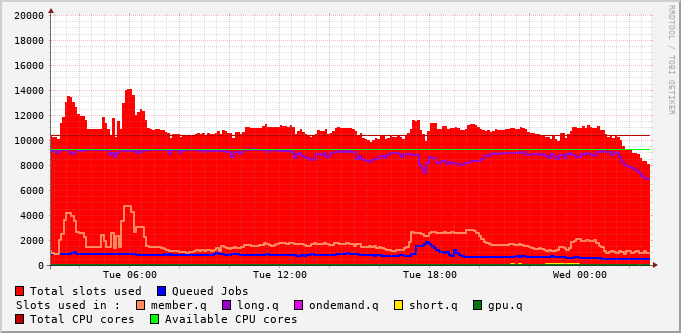 20000
18000
16000
14000
12000
10000
8000
6000
4000
2000
0
Tue 06:00 Tue 12:00 Tue 18:00 Wed 00:00
Total slots used Queued Jobs
Slots used in : member.q long.q ondemand.q short.q gpu.q
Total CPU cores Available CPU cores
RRDTOOL / TOBI OETIKER